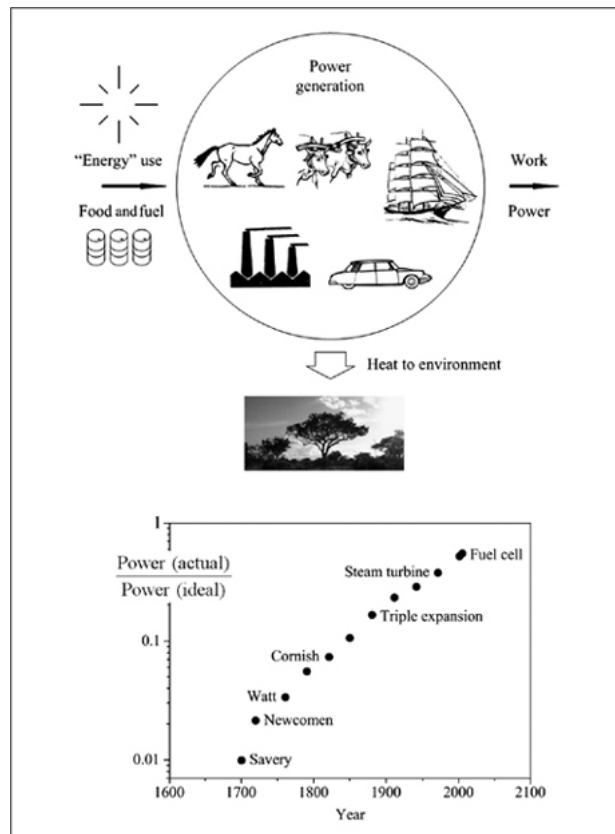 Power
generation
“Energy” use
Food and fuel
Work
Power
Heat to environment
1
Power (actual)
Power (ideal)
0.1
0.01
Fuel cell
Steam turbine
Triple expansion
Cornish
Watt
Newcomen
Savery
1600
1700
1800
1900
2000
2100
Year